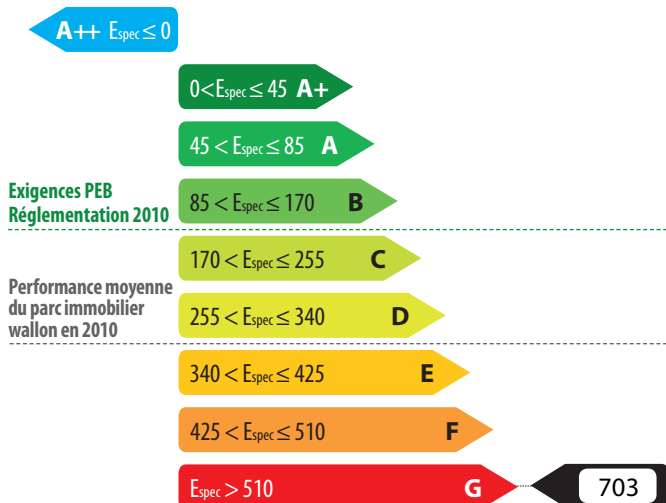 A++ Espec ≤ 0
0<Espec ≤ 45 A+
45 < Espec ≤ 85 A
Exigences PEB
Réglementation 2010
85 < Espec ≤ 170 B
170 < Espec ≤ 255 C
Performance moyenne
du parc immobilier
wallon en 2010
255 < Espec ≤ 340 D
340 < Espec ≤ 425 E
425 < Espec ≤ 510 F
Espec > 510 G 703